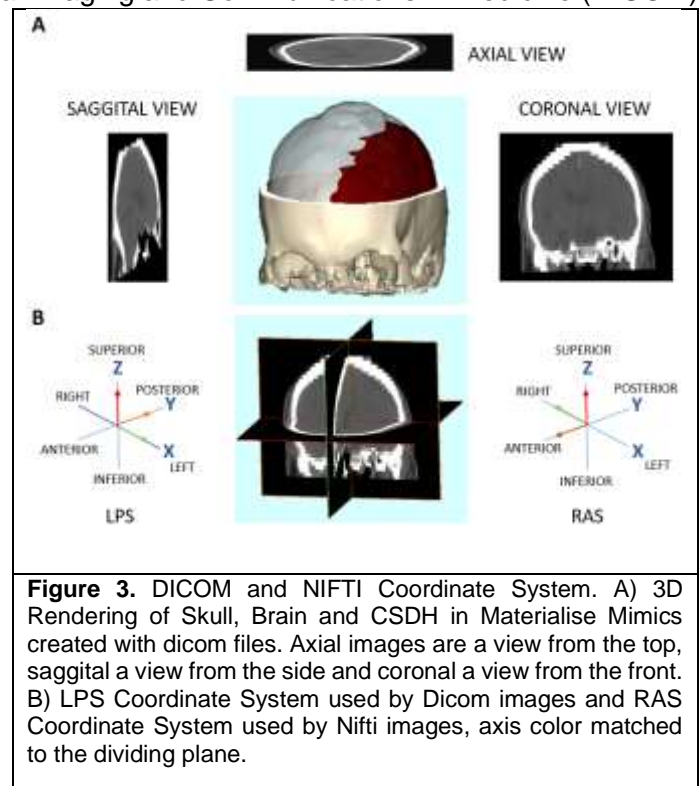 A
AXIAL VIEW
SAGGITAL VIEW
CORONAL VIEW
B
SUPERIOR
Z
RIGHT
POSTERIOR
Y
ANTERIOR
X
LEFT
INFERIOR
LPS
SUPERIOR
Z
RIGHT
POSTERIOR
Y
ANTERIOR
X
LEFT
INFERIOR
RAS
Figure 3. DICOM and NIFTI Coordinate System. A) 3D
Rendering of Skull, Brain and CSDH in Materialise Mimics
created with dicom files. Axial images are a view from the top,
saggital a view from the side and coronal a view from the front.
B) LPS Coordinate System used by Dicom images and RAS
Coordinate System used by Nifti images, axis color matched
to the dividing plane.